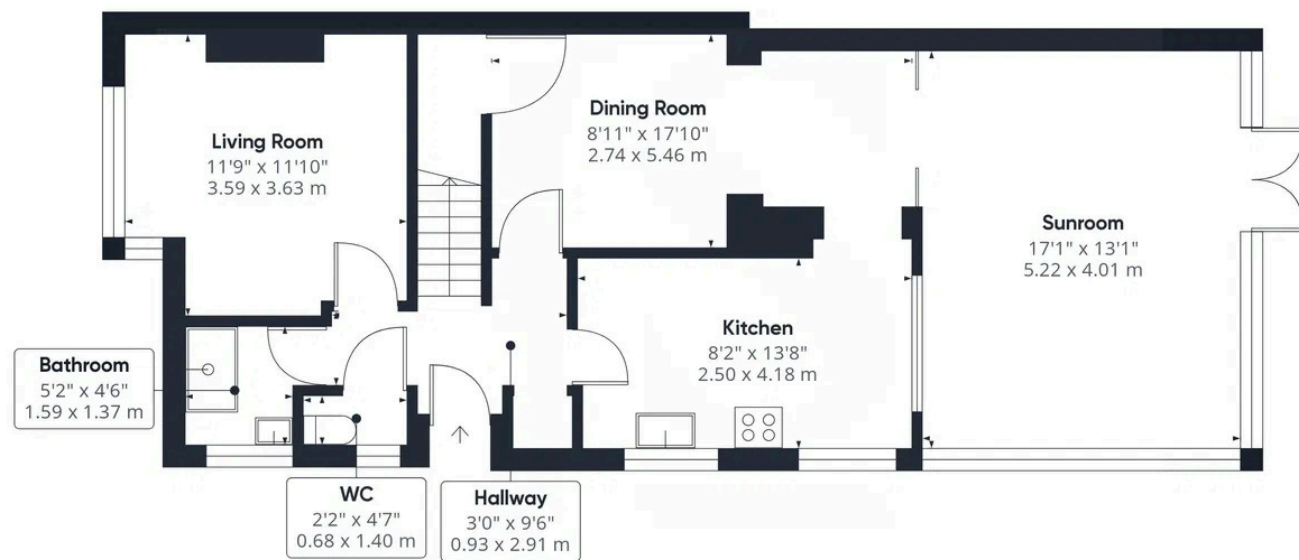 Living Room
11'9" x 11'10"
3.59 x 3.63 m
Dining Room
8'11" x 17'10"
2.74 x 5.46 m
Sunroom
17'1" x 13'1"
5.22 x 4.01 m
Kitchen
8'2" x 13'8"
2.50 x 4.18 m
Bathroom
5'2" x 4'6"
1.59 x 1.37 m
WC
2'2" x 4'7"
0.68 x 1.40 m
Hallway
3'0" x 9'6"
0.93 x 2.91 m